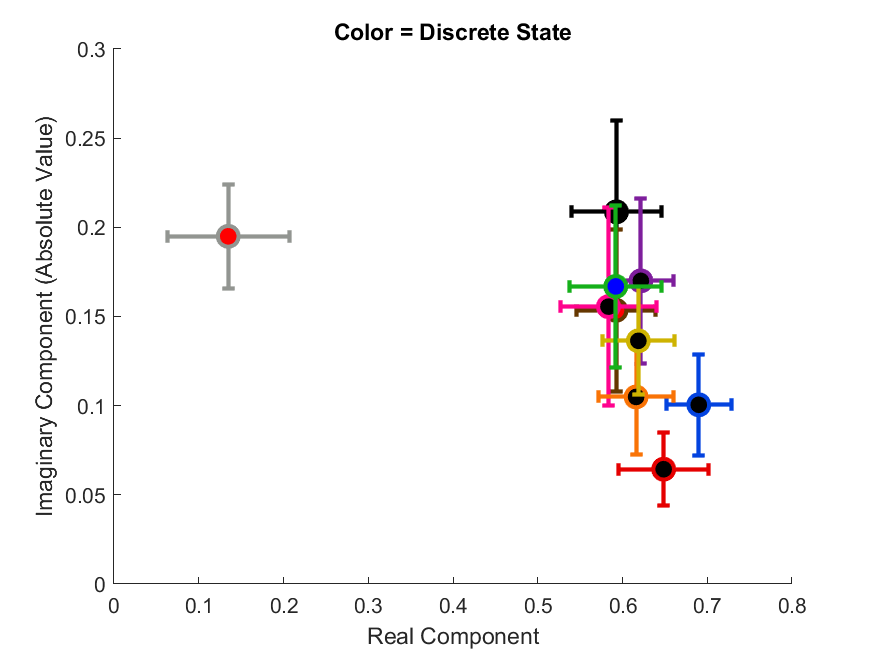 Color = Discrete State
0.3
0.25
0.2
0.15
0.1
0.05
0
Imaginary Component (Absolute Value)
0 0.1 0.2 0.3 0.4 0.5 0.6 0.7 0.8
Real Component